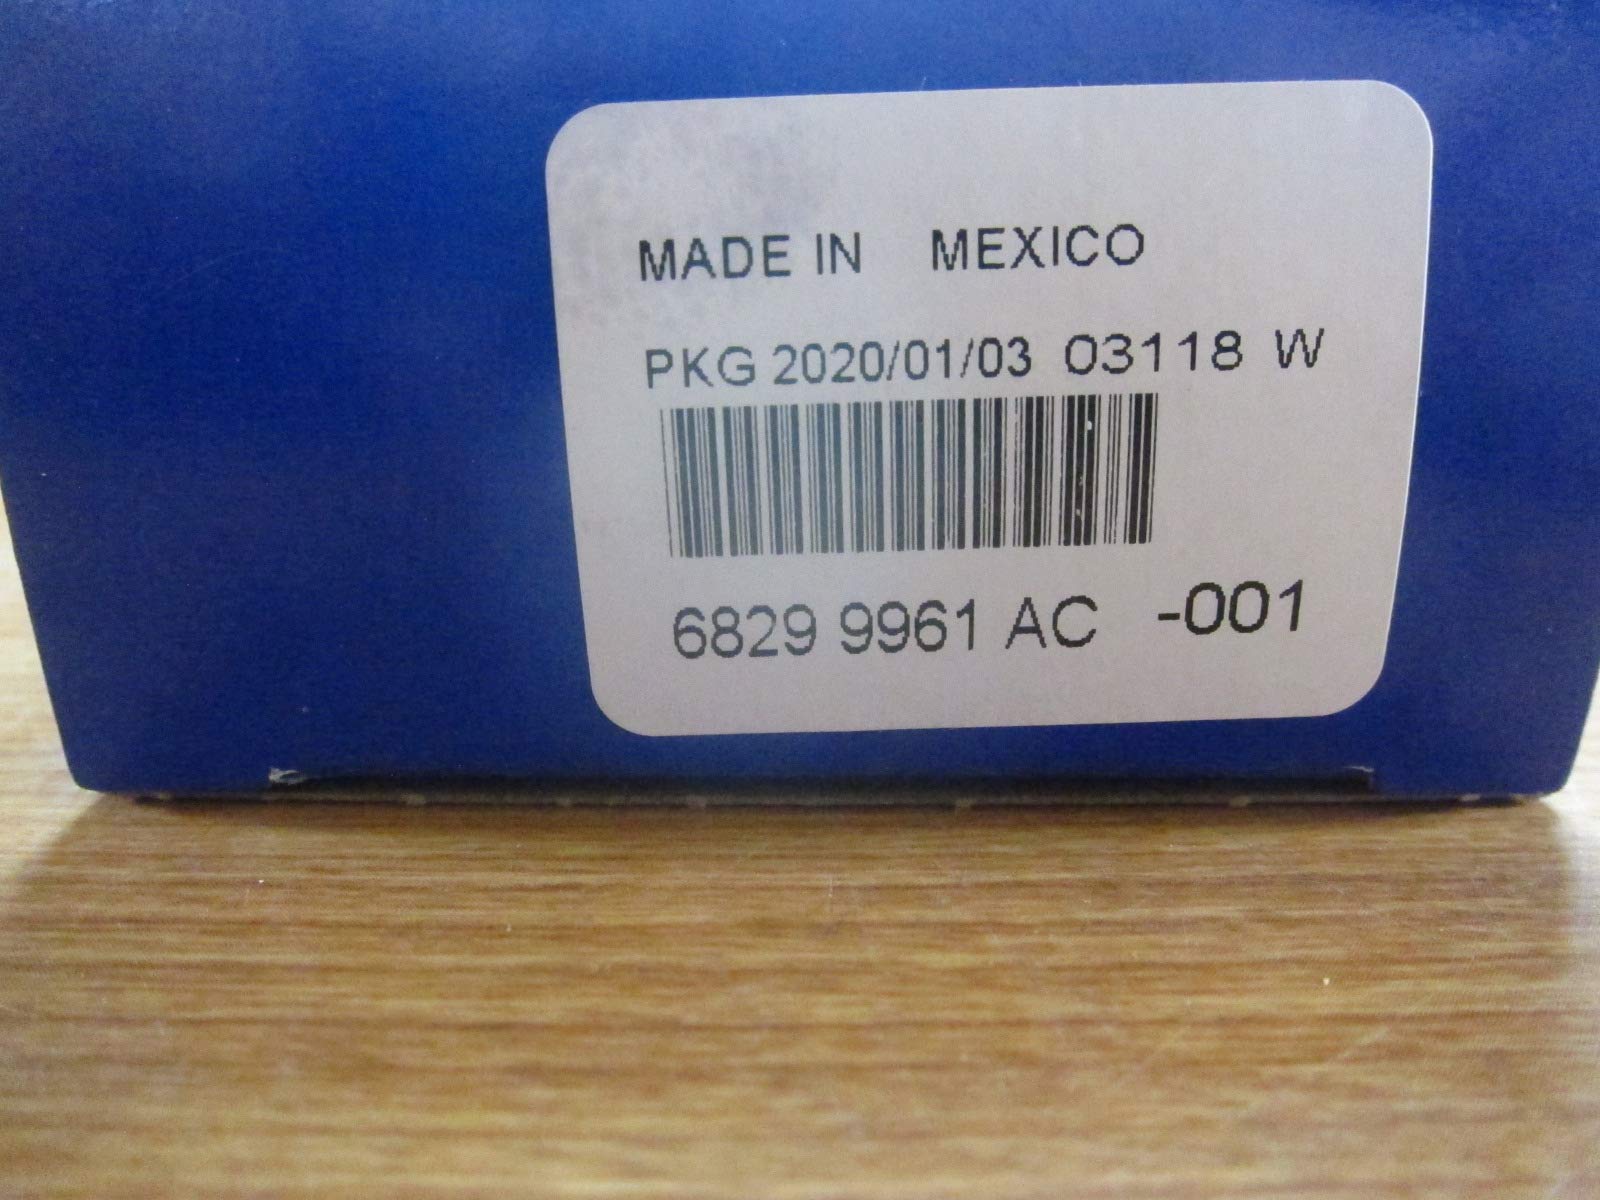 MADE IN MEXICO
PKG 2020/01/03 03118 W
6829 9961 AC -001